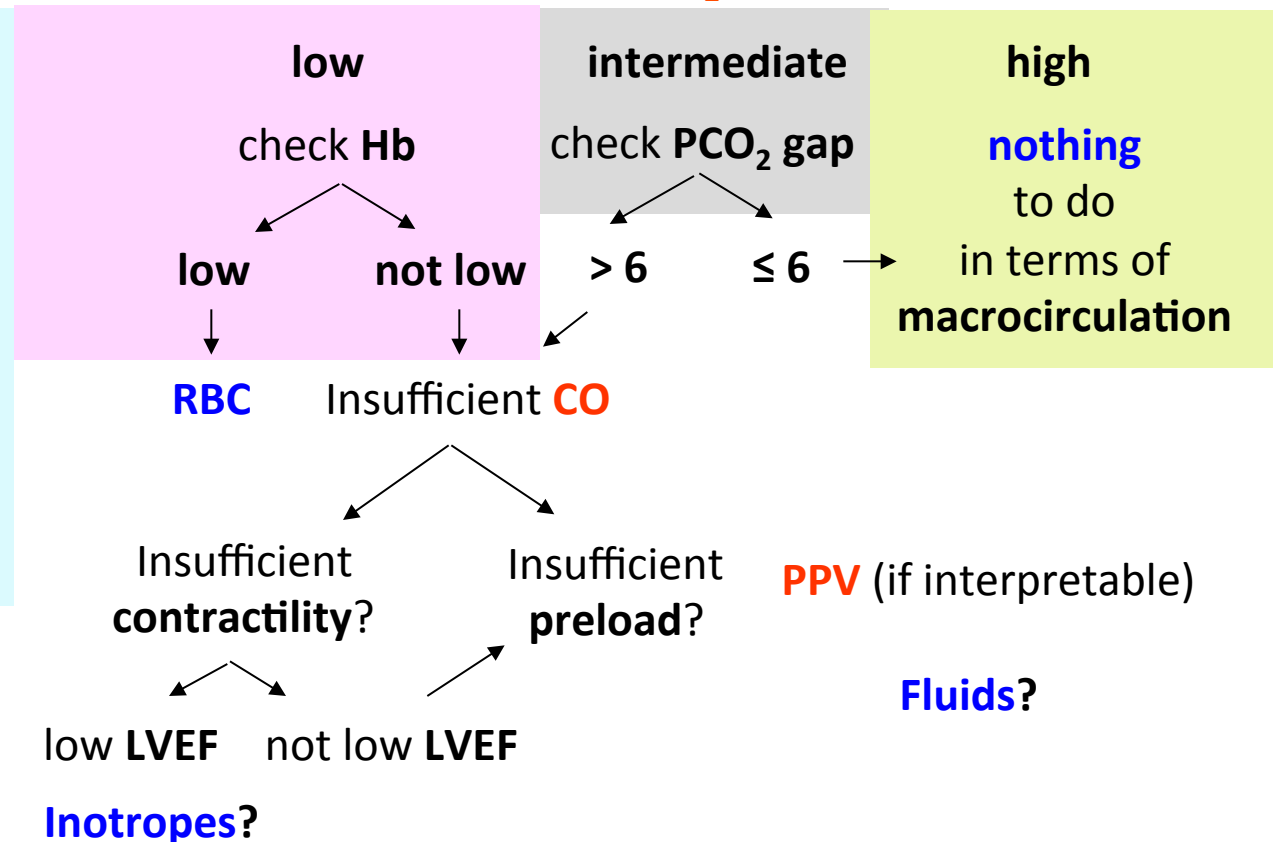 low
intermediate
high
check Hb
check PCO₂ gap
nothing
to do
in terms of
macrocirculation
low
not low
> 6
≤ 6
RBC
Insufficient CO
Insufficient
contractility?
Insufficient
preload?
PPV (if interpretable)
Fluids?
low LVEF
not low LVEF
Inotropes?